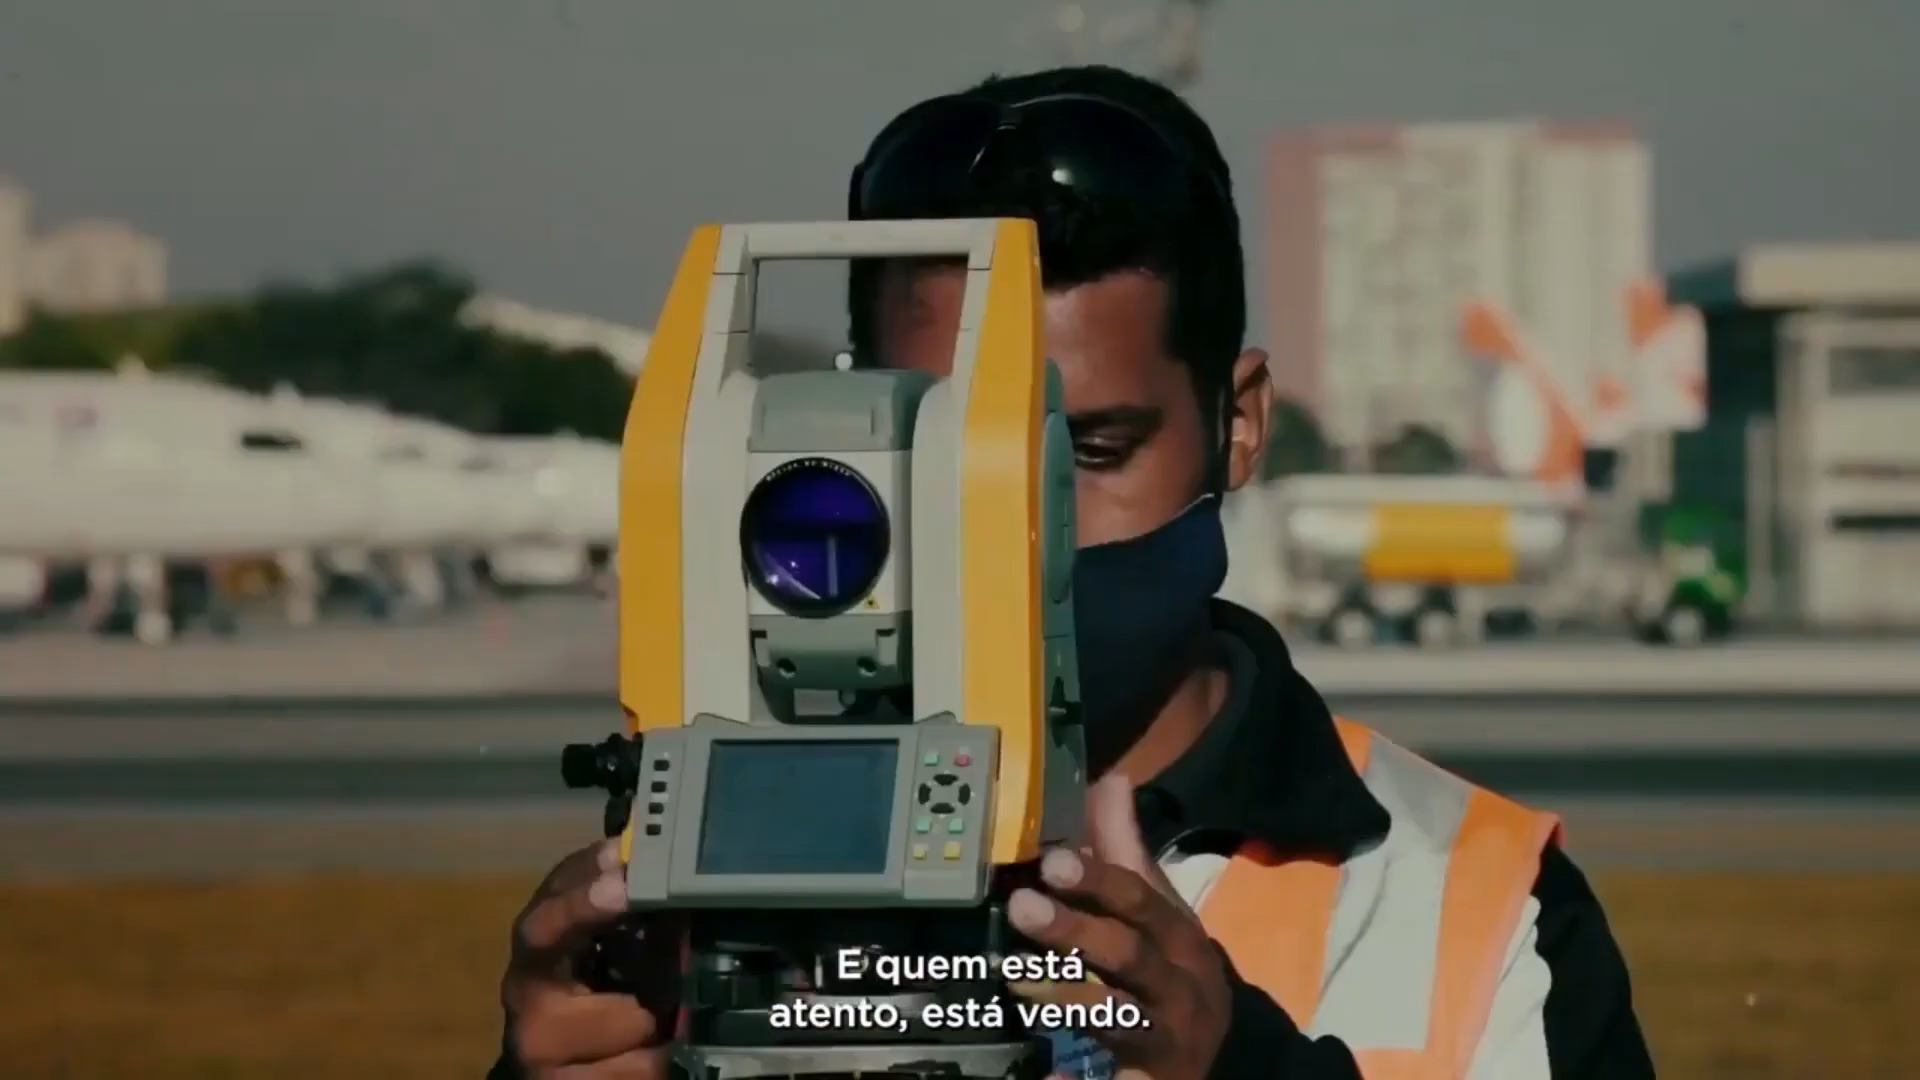 E quem está
atento, está vendo.